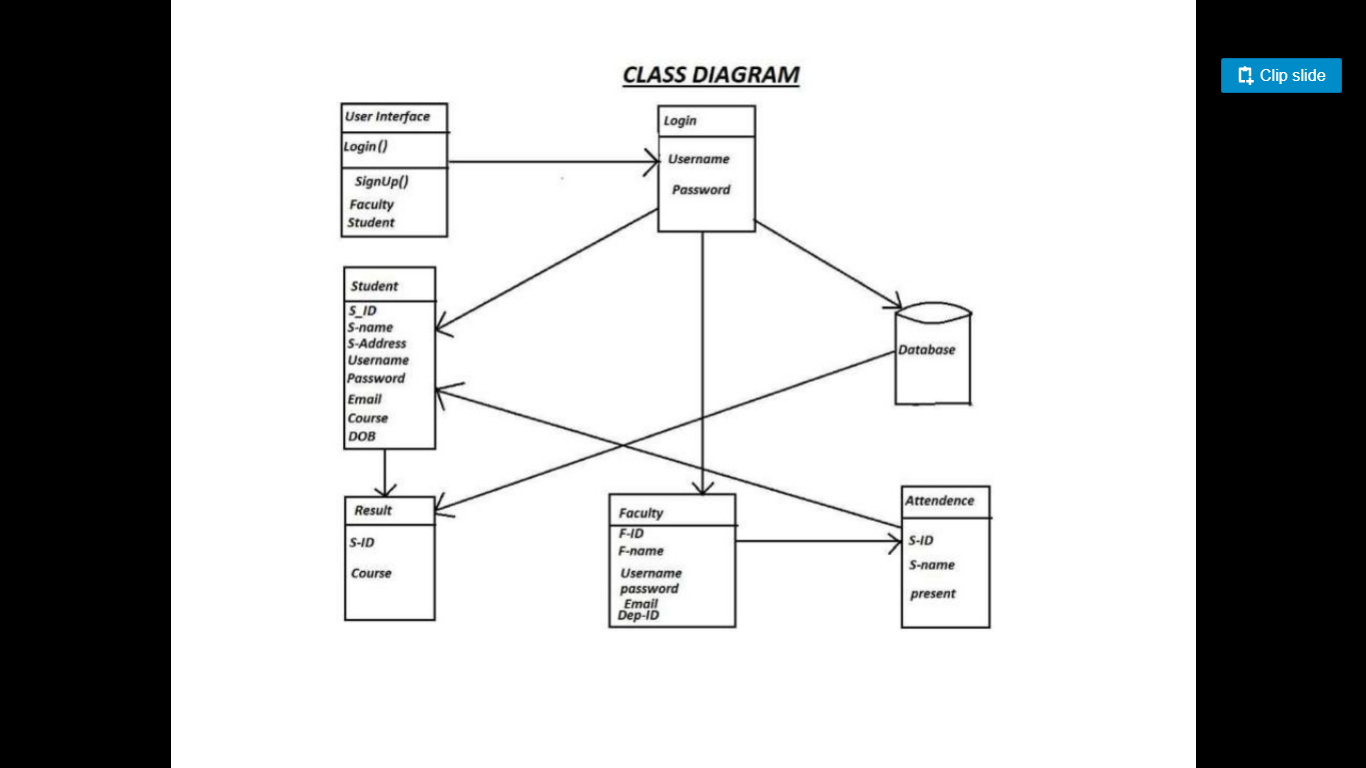 CLASS DIAGRAM
Clip slide
User Interface
Login()
SignUp()
Faculty
Student
Login
Username
Password
Student
S_ID
S-name
S-Address
Username
Password
Email
Course
DOB
Database
Result
S-ID
Course
Faculty
F-ID
F-name
Username
password
Email
Dep-ID
Attendence
S-ID
S-name
present